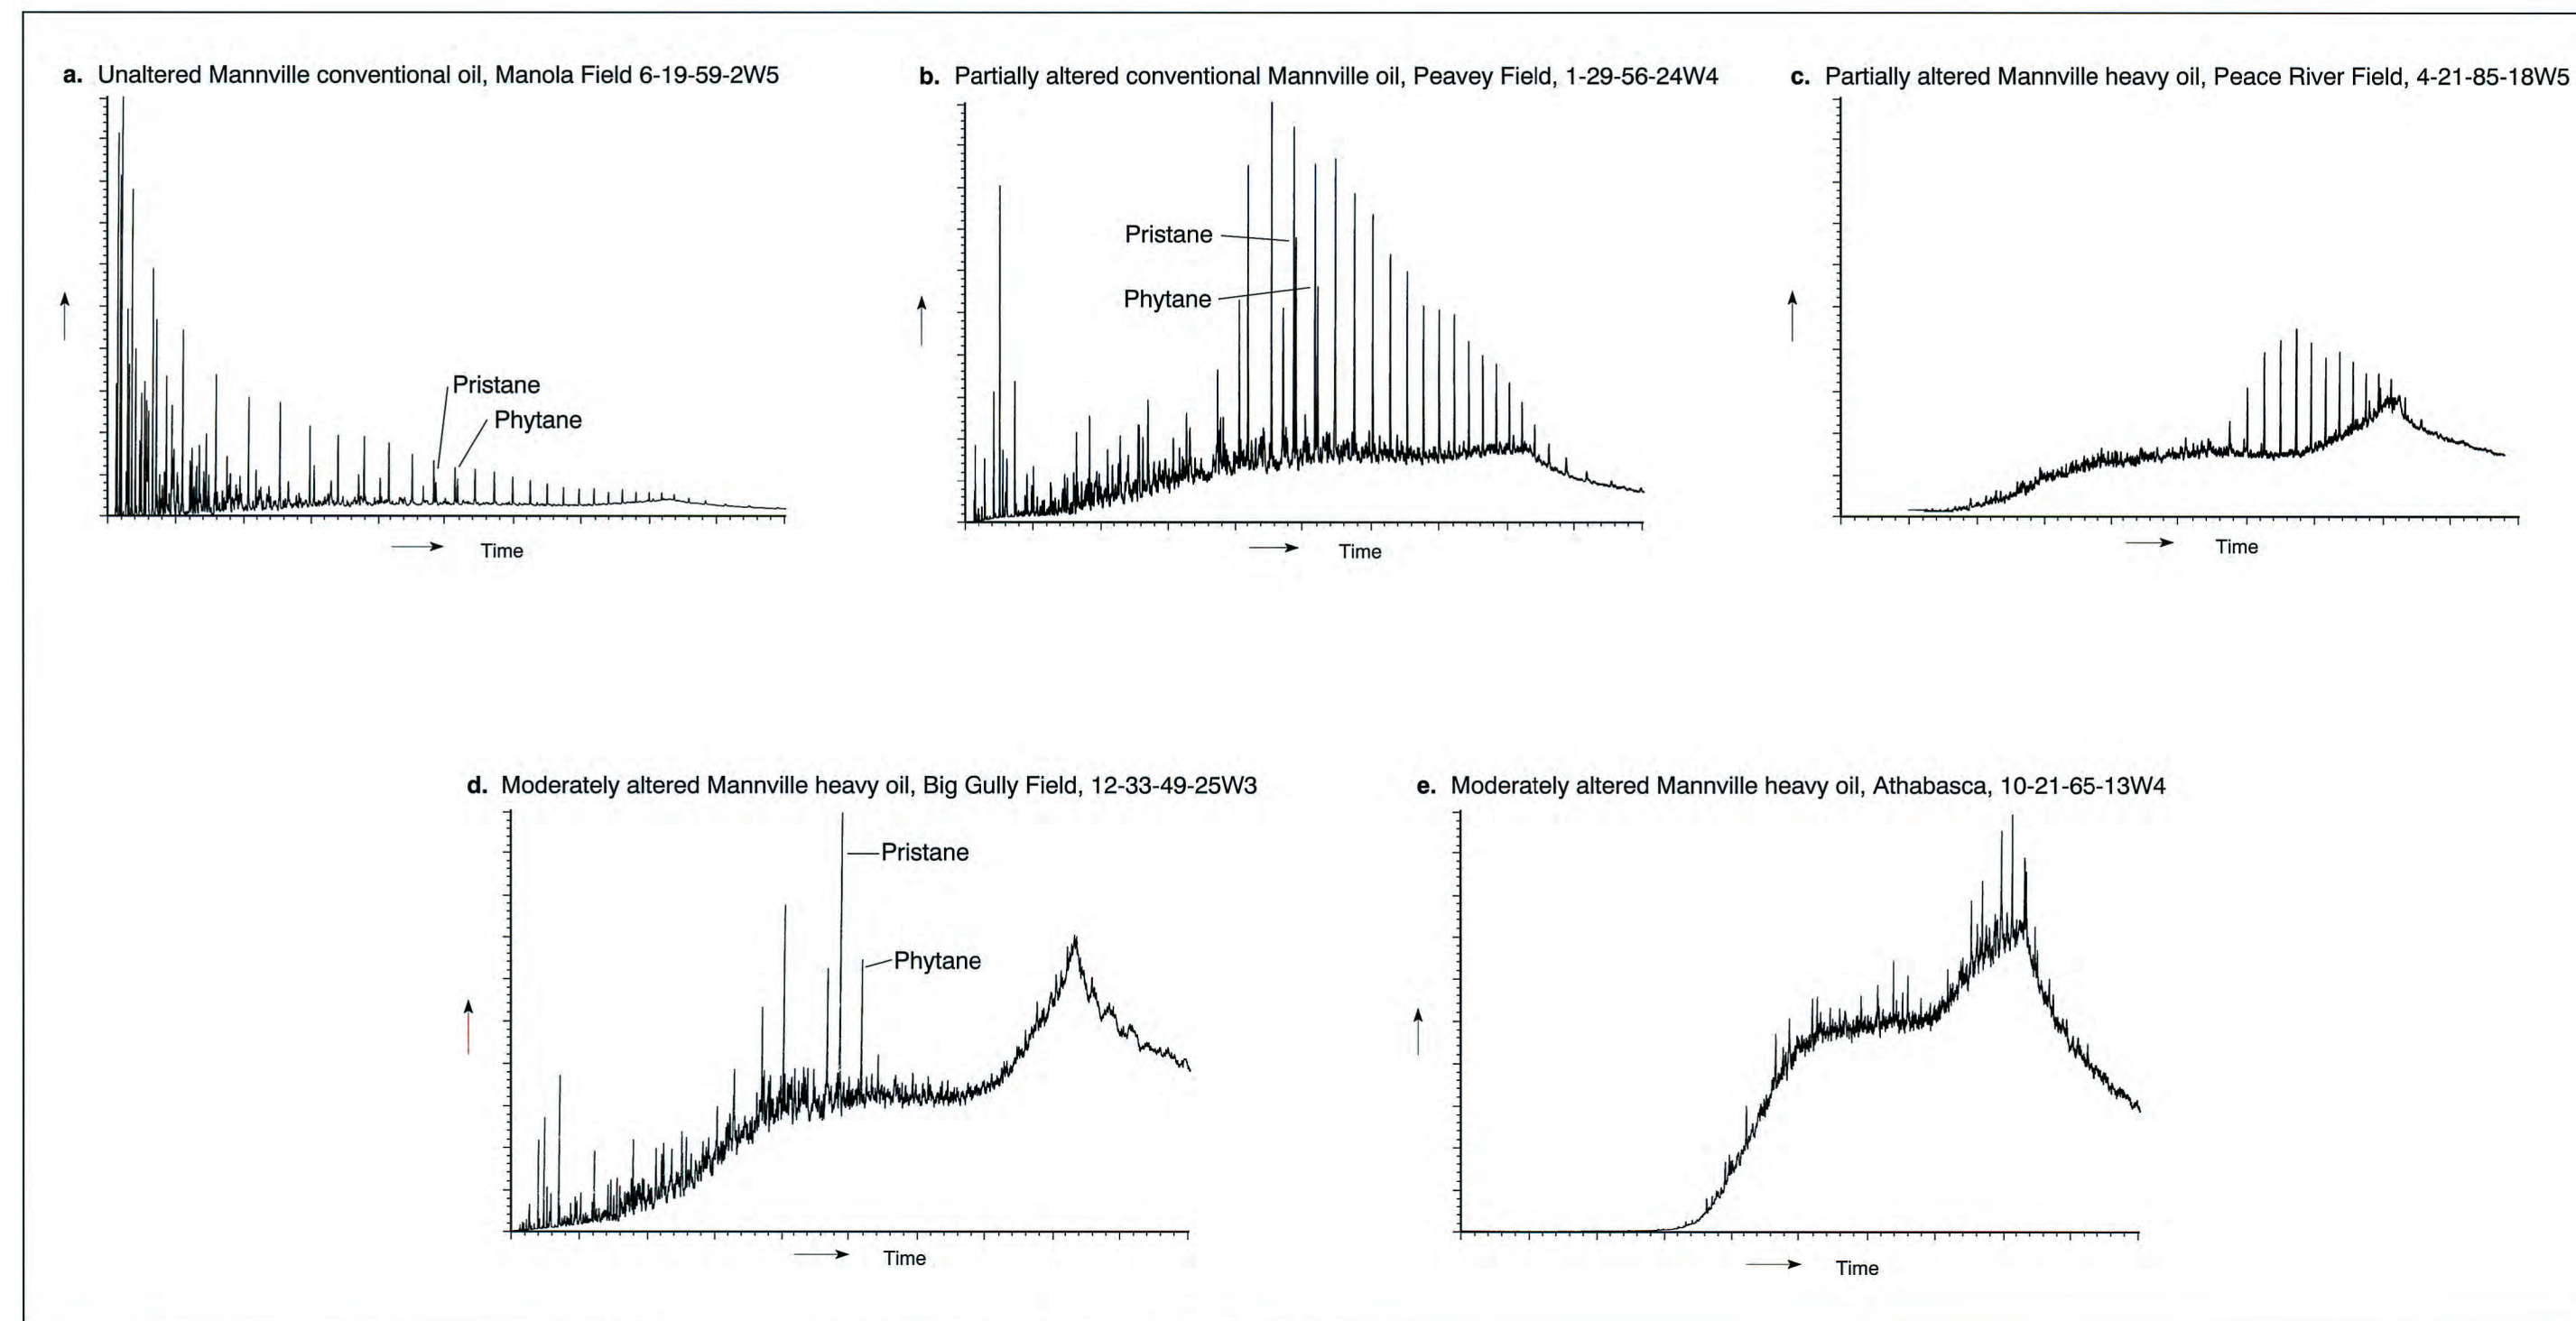 a. Unaltered Mannville conventional oil, Manola Field 6-19-59-2W5
Pristane
Phytane
Time
b. Partially altered conventional Mannville oil, Peavey Field, 1-29-56-24W4
Pristane
Phytane
Time
c. Partially altered Mannville heavy oil, Peace River Field, 4-21-85-18W5
Time
d. Moderately altered Mannville heavy oil, Big Gully Field, 12-33-49-25W3
Pristane
Phytane
Time
e. Moderately altered Mannville heavy oil, Athabasca, 10-21-65-13W4
Time